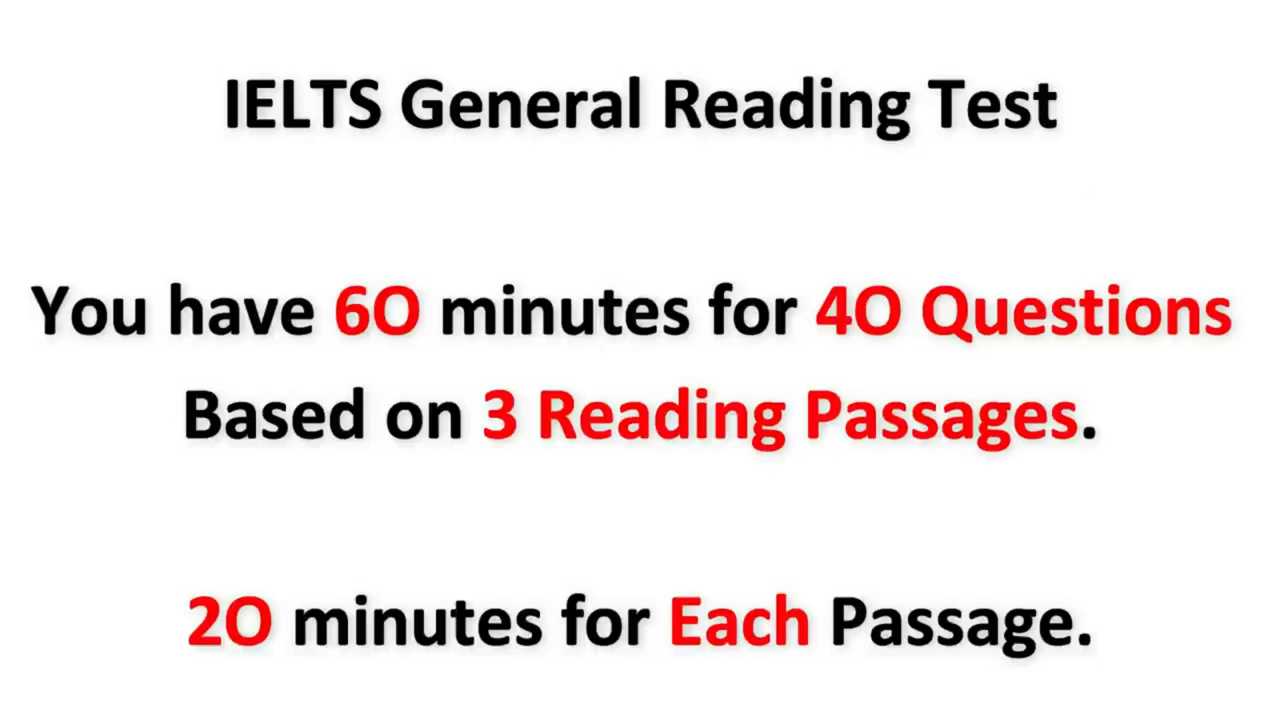 IELTS General Reading Test
You have 60 minutes for 40 Questions
Based on 3 Reading Passages.
20 minutes for Each Passage.